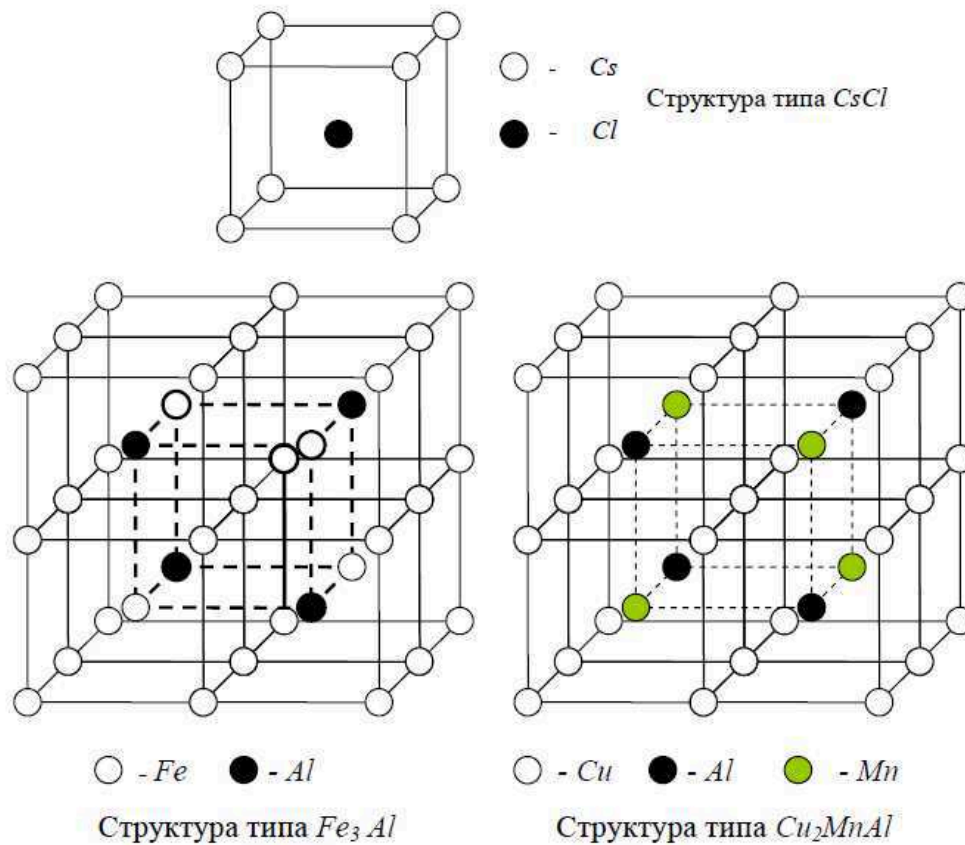 - Cs
Структура типа CsCl
- Cl
- Fe - Al
- Cu - Al - Mn
Структура типа Fe₃ Al
Структура типа Cu₂MnAl